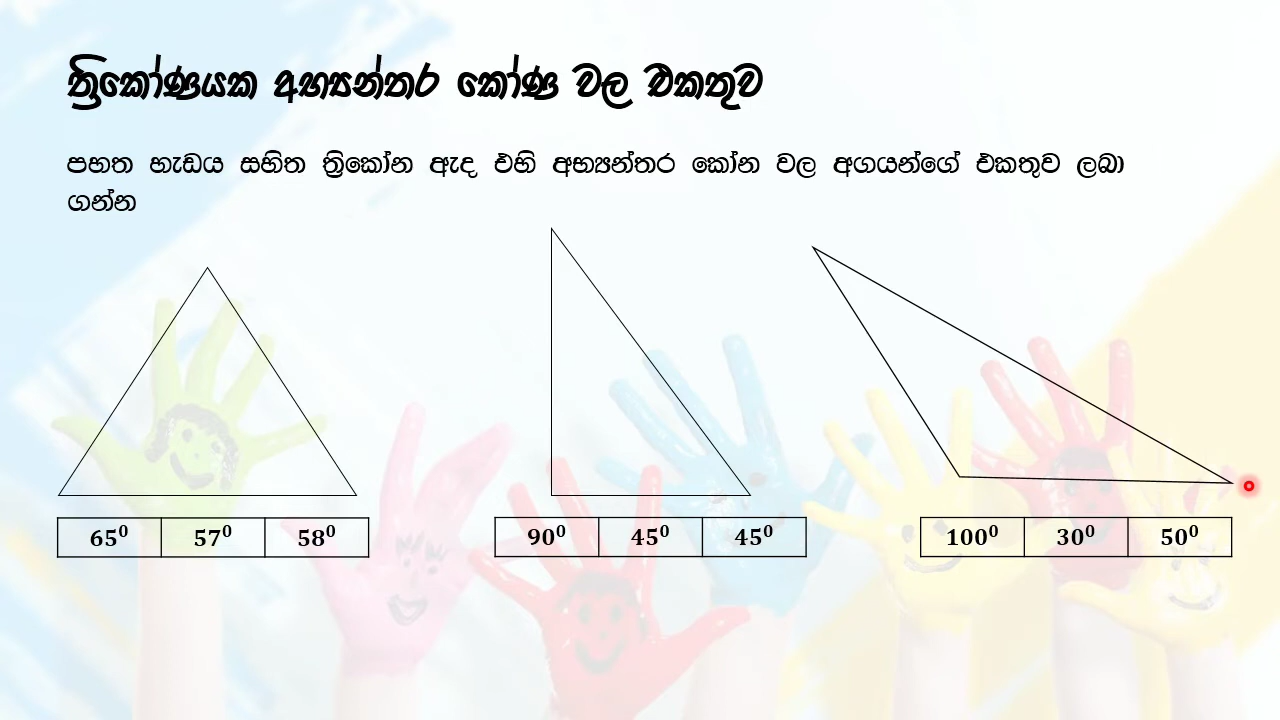 ත්‍රිකෝණයක අභ්‍යන්තර කෝණ වල එකතුව
පහත හැඩය සහිත ත්‍රිකෝන ඇද එහි අභ්‍යන්තර කෝන වල අගයන්ගේ එකතුව ලබා
ගන්න
65⁰ 57⁰ 58⁰
90⁰ 45⁰ 45⁰
100⁰ 30⁰ 50⁰